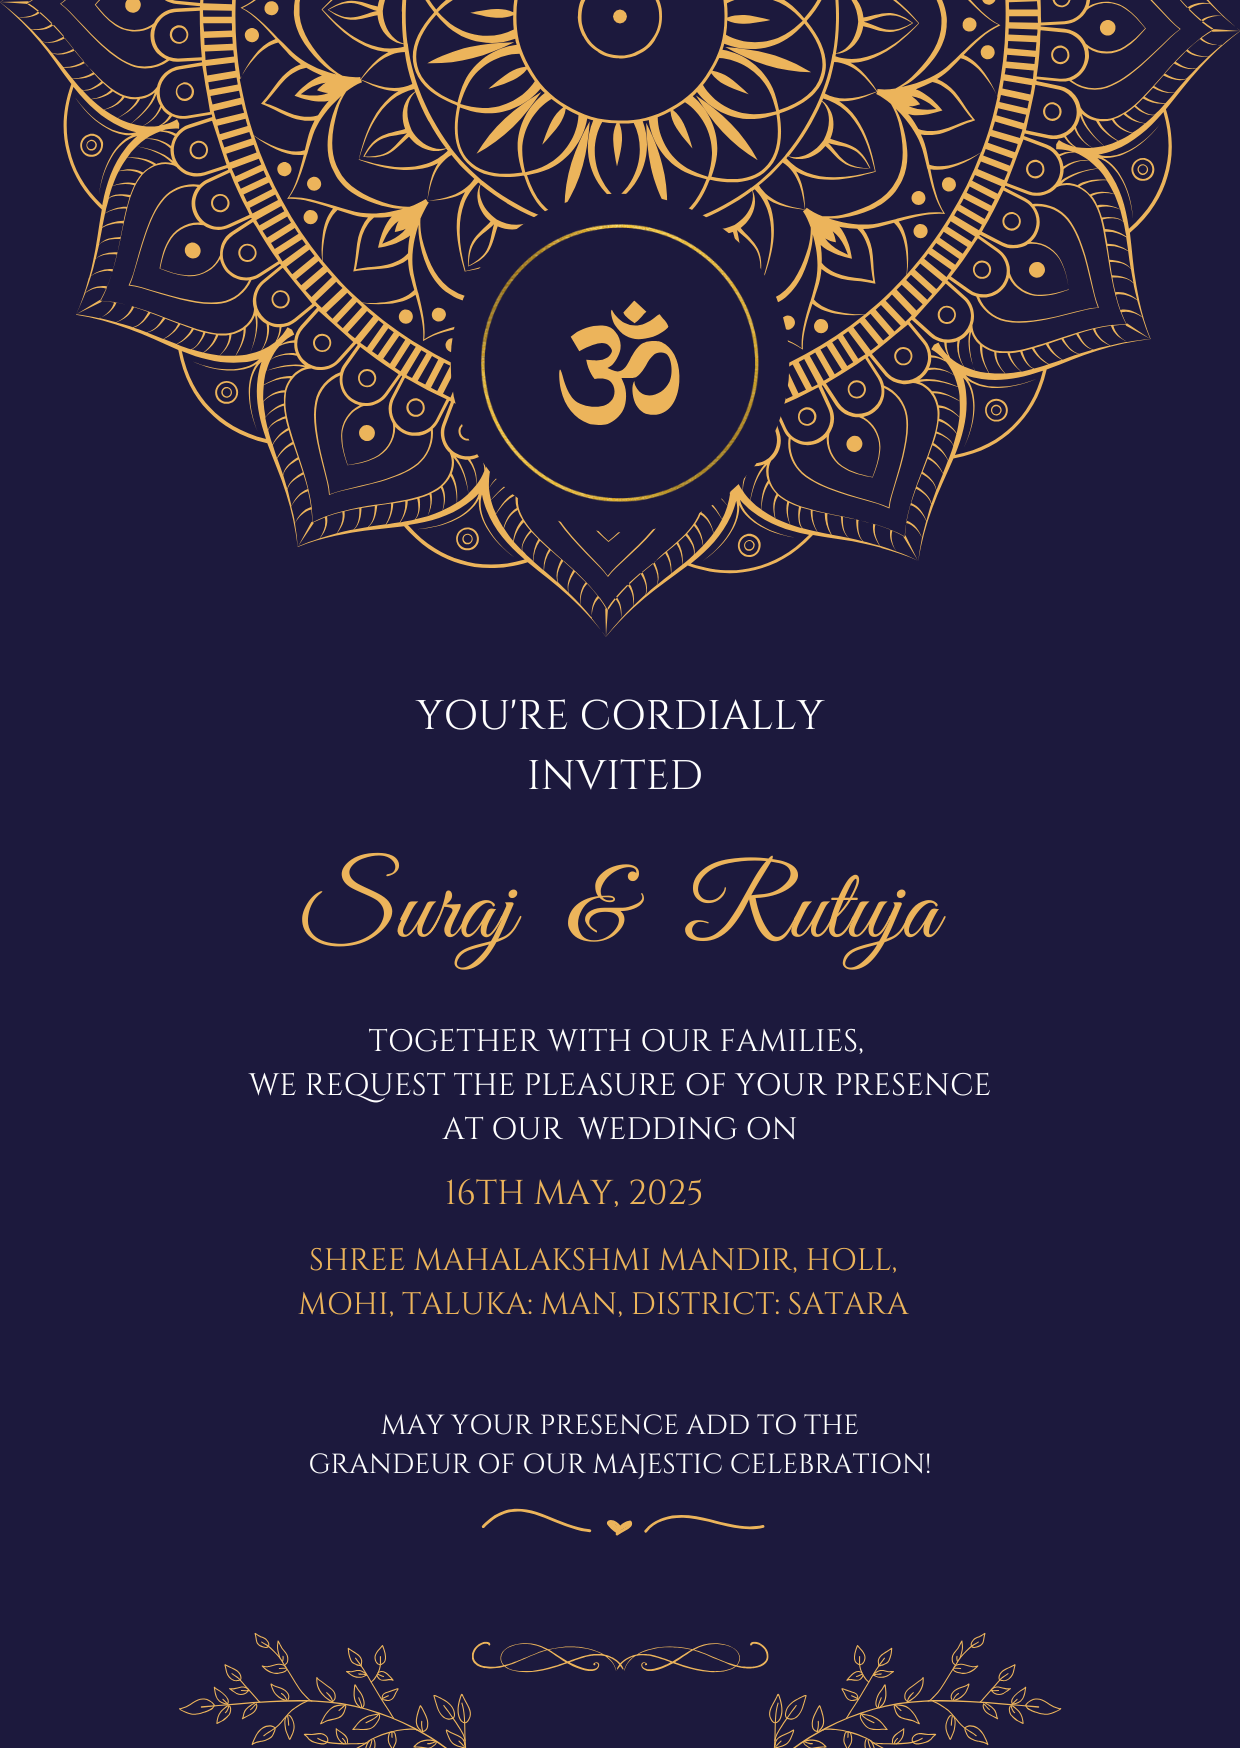 ॐ
YOU'RE CORDIALLY
INVITED
Suraj & Rutuja
TOGETHER WITH OUR FAMILIES,
WE REQUEST THE PLEASURE OF YOUR PRESENCE
AT OUR WEDDING ON
16TH MAY, 2025
SHREE MAHALAKSHMI MANDIR, HOLL,
MOHI, TALUKA: MAN, DISTRICT: SATARA
MAY YOUR PRESENCE ADD TO THE
GRANDEUR OF OUR MAJESTIC CELEBRATION!